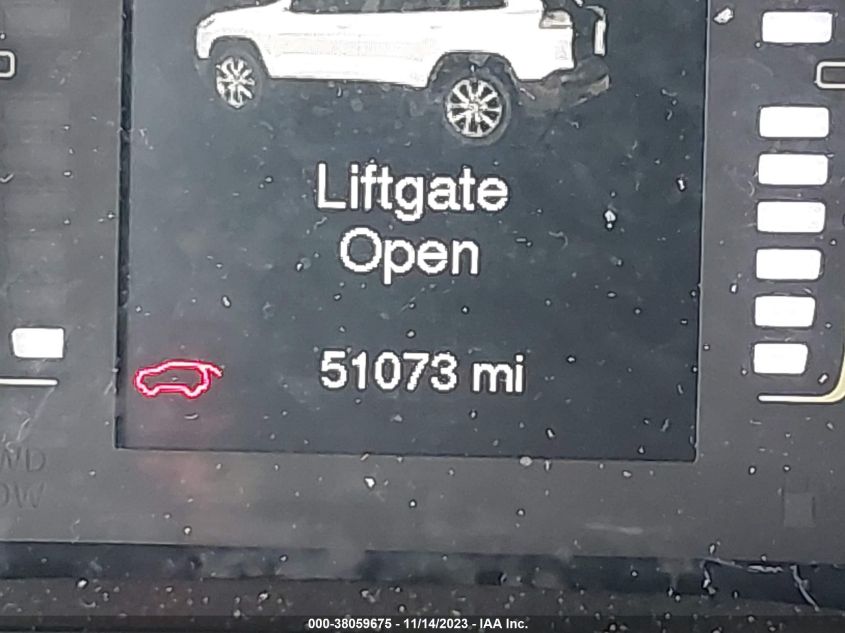 Liftgate
Open
51073 mi
000-38059675 - 11/14/2023 - IAA Inc.